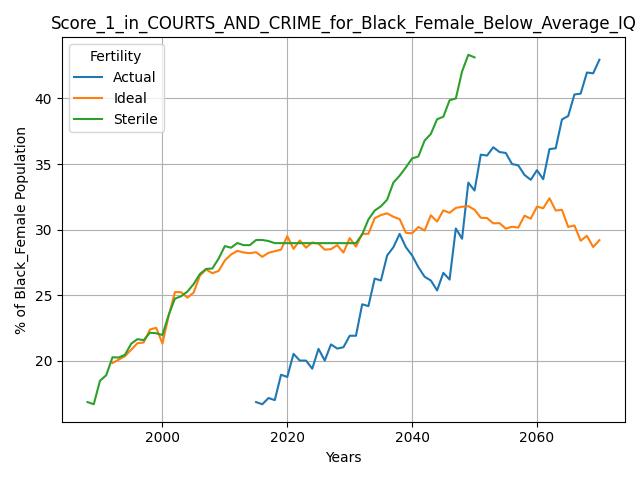 Score_1_in_COURTS_AND_CRIME_for_Black_Female_Below_Average_IQ
Fertility
Actual
Ideal
Sterile
% of Black_Female Population
40
35
30
25
20
2000
2020
2040
2060
Years